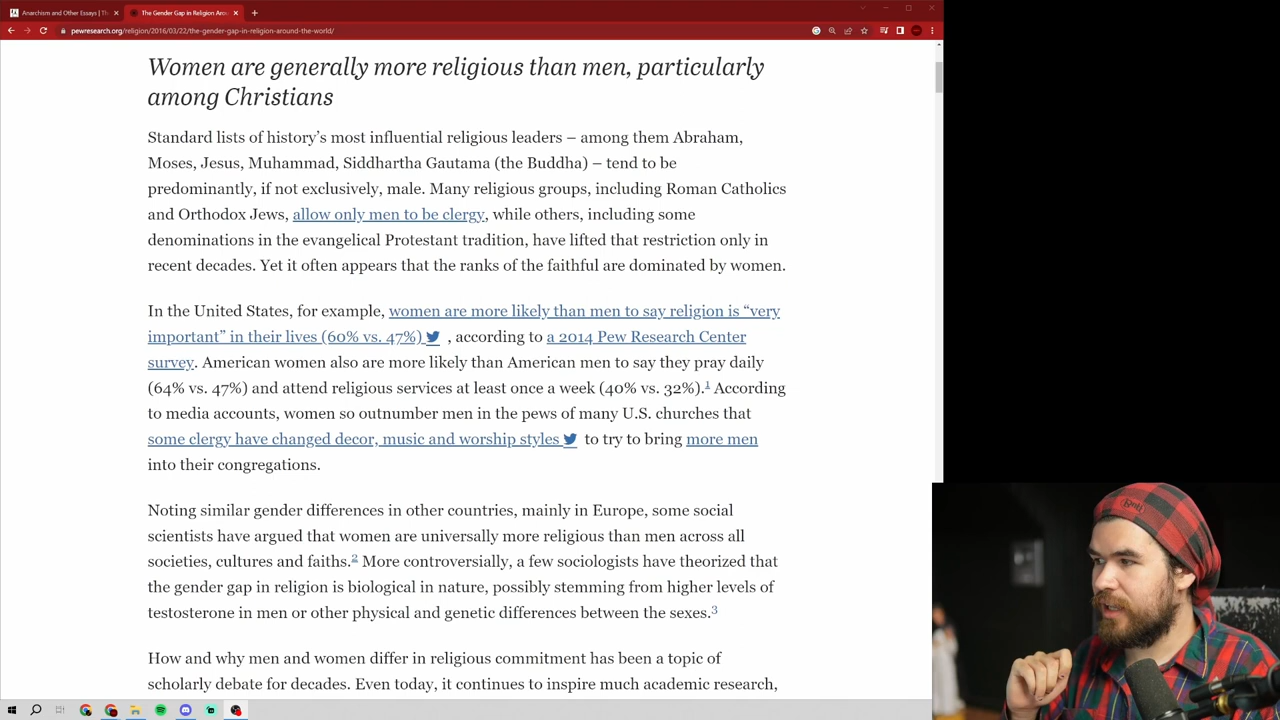 Anarchism and Other Essays | Th
The Gender Gap in Religion Aro
pewresearch.org/religion/2016/03/22/the-gender-gap-in-religion-around-the-world/
Women are generally more religious than men, particularly
among Christians
Standard lists of history’s most influential religious leaders – among them Abraham,
Moses, Jesus, Muhammad, Siddhartha Gautama (the Buddha) – tend to be
predominantly, if not exclusively, male. Many religious groups, including Roman Catholics
and Orthodox Jews, allow only men to be clergy, while others, including some
denominations in the evangelical Protestant tradition, have lifted that restriction only in
recent decades. Yet it often appears that the ranks of the faithful are dominated by women.
In the United States, for example, women are more likely than men to say religion is “very
important” in their lives (60% vs. 47%) , according to a 2014 Pew Research Center
survey. American women also are more likely than American men to say they pray daily
(64% vs. 47%) and attend religious services at least once a week (40% vs. 32%).1 According
to media accounts, women so outnumber men in the pews of many U.S. churches that
some clergy have changed decor, music and worship styles to try to bring more men
into their congregations.
Noting similar gender differences in other countries, mainly in Europe, some social
scientists have argued that women are universally more religious than men across all
societies, cultures and faiths.2 More controversially, a few sociologists have theorized that
the gender gap in religion is biological in nature, possibly stemming from higher levels of
testosterone in men or other physical and genetic differences between the sexes.3
How and why men and women differ in religious commitment has been a topic of
scholarly debate for decades. Even today, it continues to inspire much academic research,